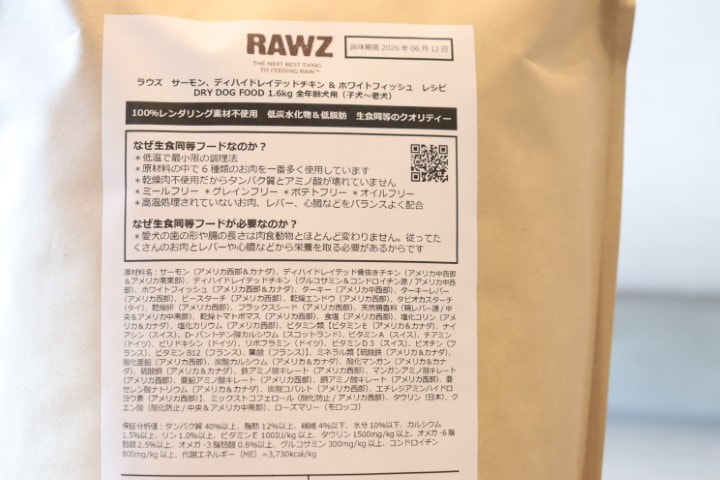 RAWZ
THE NEXT BEST THING
TO FEEDING RAW™
賞味期限 2026 年 06 月 12 日
ラウズ サーモン、ディハイドレイテッドチキン & ホワイトフィッシュ レシピ
DRY DOG FOOD 1.6kg 全年齢犬用（子犬〜老犬）
100%レンダリング素材不使用 低炭水化物＆低脂肪 生食同等のクオリティー
なぜ生食同等フードなのか？
＊低温で最小限の調理法
＊原材料の中で 6 種類のお肉を一番多く使用しています
＊乾燥肉不使用だからタンパク質とアミノ酸が壊れていません
＊ミールフリー ＊グレインフリー ＊ポテトフリー ＊オイルフリー
＊高温処理されていないお肉、レバー、心臓などをバランスよく配合
なぜ生食同等フードが必要なのか？
＊愛犬の歯の形や腸の長さは肉食動物とほとんど変わりません。従ってた
くさんのお肉とレバーや心臓などから栄養を取る必要があるからです
原材料名：サーモン（アメリカ西部＆カナダ）、ディハイドレイテッド骨抜きチキン（アメリカ中西部
＆アメリカ南東部）、ディハイドレイテッドチキン（グルコサミン＆コンドロイチン源 / アメリカ中西
部）、ホワイトフィッシュ（アメリカ西部＆カナダ）、ターキー（アメリカ中西部）、ターキーレバー
（アメリカ西部）、ピースターチ（アメリカ西部）、乾燥エンドウ（アメリカ西部）、タピオカスターチ
（タイ）、乾燥卵（アメリカ西部）、フラックスシード（アメリカ西部）、天然鶏香料（鶏レバー源 / 中
央＆アメリカ中南部）、乾燥トマトポマス（アメリカ西部）、食塩（アメリカ西部）、塩化コリン（アメ
リカ＆カナダ）、塩化カリウム（アメリカ西部）、ビタミン類【ビタミンE（アメリカ＆カナダ）、ナイ
アシン（スイス）、D- パントテン酸カルシウム（スコットランド）、ビタミン A（スイス）、チアミン
（ドイツ）、ピリドキシン（ドイツ）、リボフラミン（ドイツ）、ビタミンD3（スイス）、ビオチン（フ
ランス）、ビタミン B12（フランス）、葉酸（フランス）】、ミネラル類【硫酸鉄（アメリカ＆カナダ）、
酸化亜鉛（アメリカ西部）、炭酸カルシウム（アメリカ＆カナダ）、酸化マンガン（アメリカ＆カナ
ダ）、硫酸銅（アメリカ＆カナダ）、鉄アミノ酸キレート（アメリカ西部）、マンガンアミノ酸キレー
ト（アメリカ西部）、亜鉛アミノ酸キレート（アメリカ西部）、銅アミノ酸キレート（アメリカ西部）、亜
セレン酸ナトリウム（アメリカ＆カナダ）、炭酸コバルト（アメリカ西部）、エチレジアミンハイドロ
ヨウ素（アメリカ西部）】、ミックストコフェロール（酸化防止 / アメリカ西部）、タウリン（日本）、ク
エン酸（酸化防止 / 中央＆アメリカ中南部）、ローズマリー（モロッコ）
保証分析値：タンパク質 40%以上、脂肪 12%以上、繊維 4%以下、水分 10%以下、カルシウム
1.5%以上、リン 1.0%以上、ビタミンE 100IU/kg 以上、タウリン 1500mg/kg 以上、オメガ -6 脂
肪酸 2.5%以上、オメガ -3 脂肪酸 0.8%以上、グルコサミン 300mg/kg 以上、コンドロイチン
800mg/kg 以上、代謝エネルギー（ME）＝3,730kcal/kg